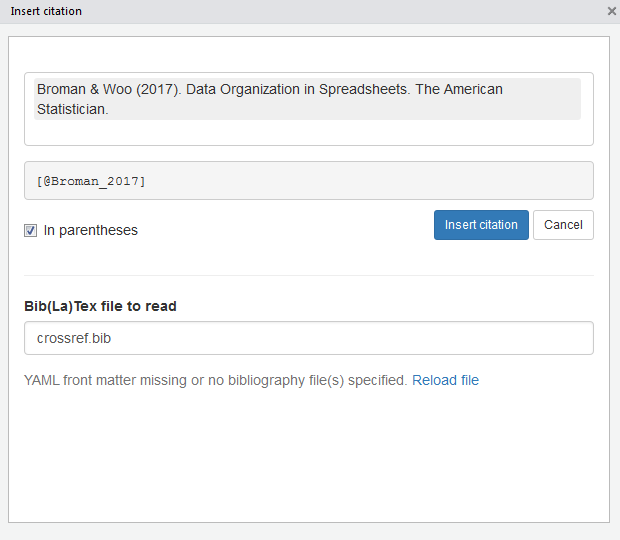 Insert citation
Broman & Woo (2017). Data Organization in Spreadsheets. The American
Statistician.
[@Broman_2017]
In parentheses
Insert citation
Cancel
Bib(La)Tex file to read
crossref.bib
YAML front matter missing or no bibliography file(s) specified. Reload file